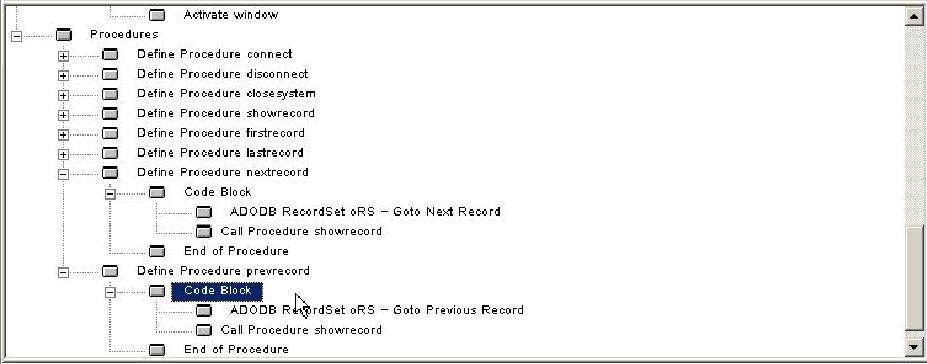 Activate window
Procedures
Define Procedure connect
Define Procedure disconnect
Define Procedure closesystem
Define Procedure showrecord
Define Procedure firstrecord
Define Procedure lastrecord
Define Procedure nextrecord
Code Block
ADODB RecordSet oRS – Goto Next Record
Call Procedure showrecord
End of Procedure
Define Procedure prevrecord
Code Block
ADODB RecordSet oRS – Goto Previous Record
Call Procedure showrecord
End of Procedure